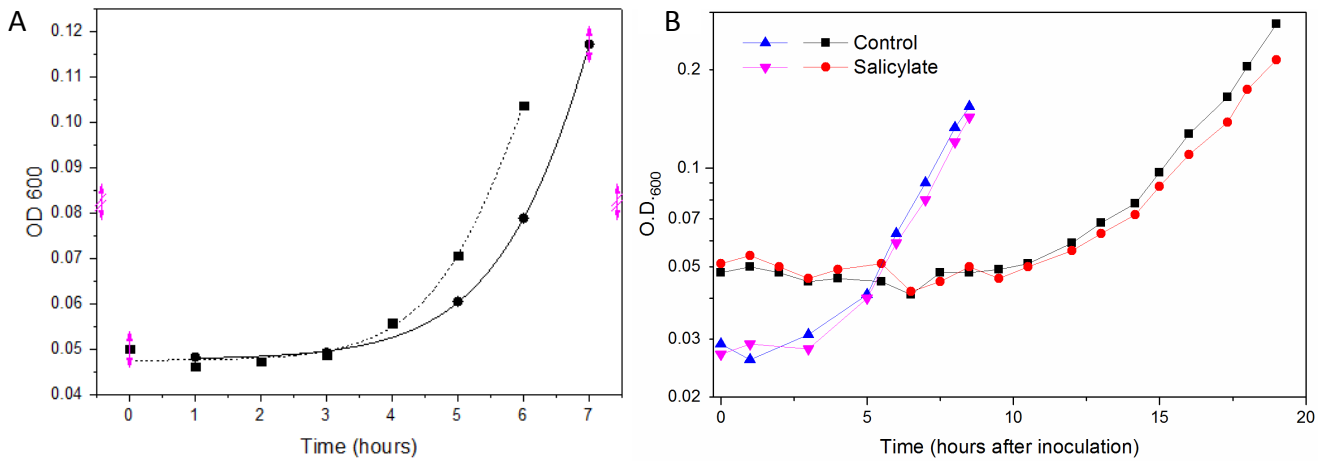 A
OD 600
0.12
0.11
0.10
0.09
0.08
0.07
0.06
0.05
0.04
0 1 2 3 4 5 6 7
Time (hours)
B
Control
Salicylate
O.D.600
0.2
0.1
0.07
0.05
0.03
0.02
0 5 10 15 20
Time (hours after inoculation)